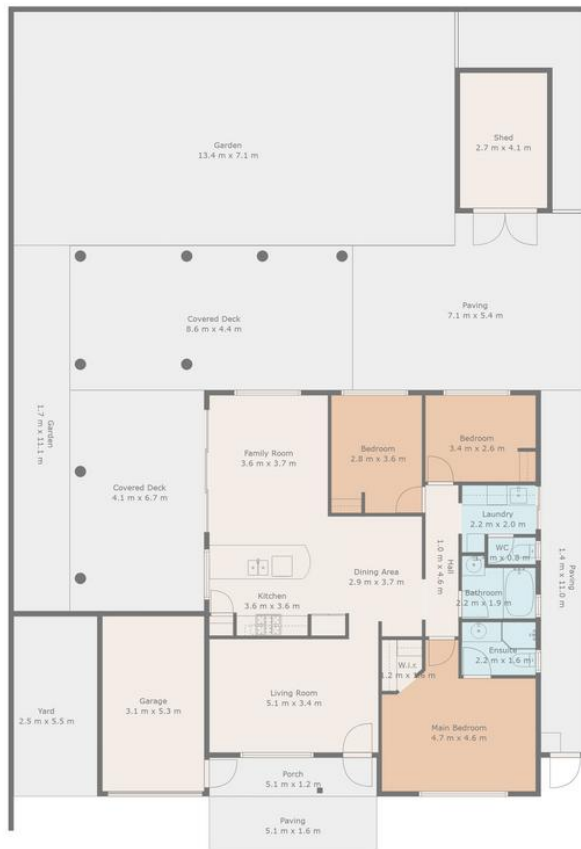 Shed
2.7 m x 4.1 m
Garden
13.4 m x 7.1 m
Paving
7.1 m x 5.4 m
Covered Deck
8.6 m x 4.4 m
Garden
1.7 m x 11.1 m
Family Room
3.6 m x 3.7 m
Bedroom
2.8 m x 3.6 m
Bedroom
3.4 m x 2.6 m
Covered Deck
4.1 m x 6.7 m
Laundry
2.2 m x 2.0 m
WC
m x 0.8 m
Hall
1.0 m x 4.6 m
Paving
1.4 m x 11.0 m
Dining Area
2.9 m x 3.7 m
Kitchen
3.6 m x 3.6 m
Bathroom
2.2 m x 1.9 m
Ensuite
2.2 m x 1.6 m
W.i.r.
Living Room
5.1 m x 3.4 m
Garage
3.1 m x 5.3 m
Yard
2.5 m x 5.5 m
Main Bedroom
4.7 m x 4.6 m
Porch
5.1 m x 1.2 m
Paving
5.1 m x 1.6 m